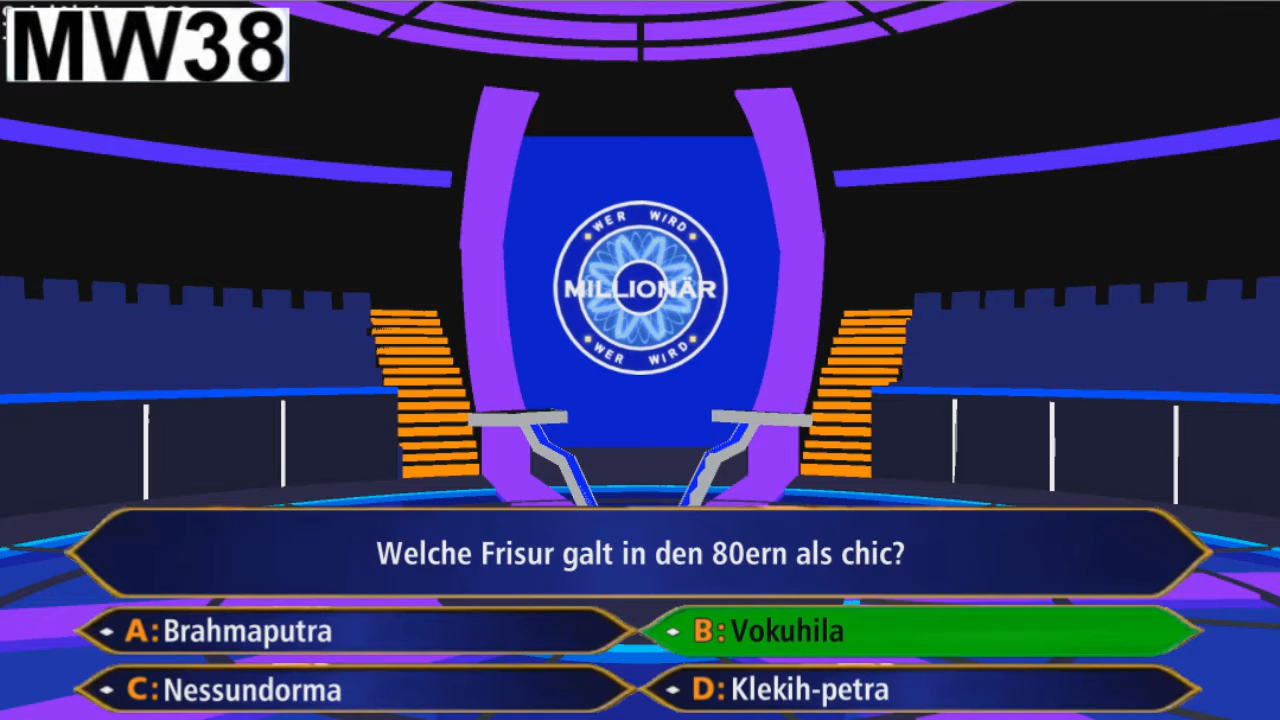 MW38
WER WIRD
MILLIONÄR
WER WIRD
Welche Frisur galt in den 80ern als chic?
A: Brahmaputra
B: Vokuhila
C: Nessundorma
D: Klekih-petra